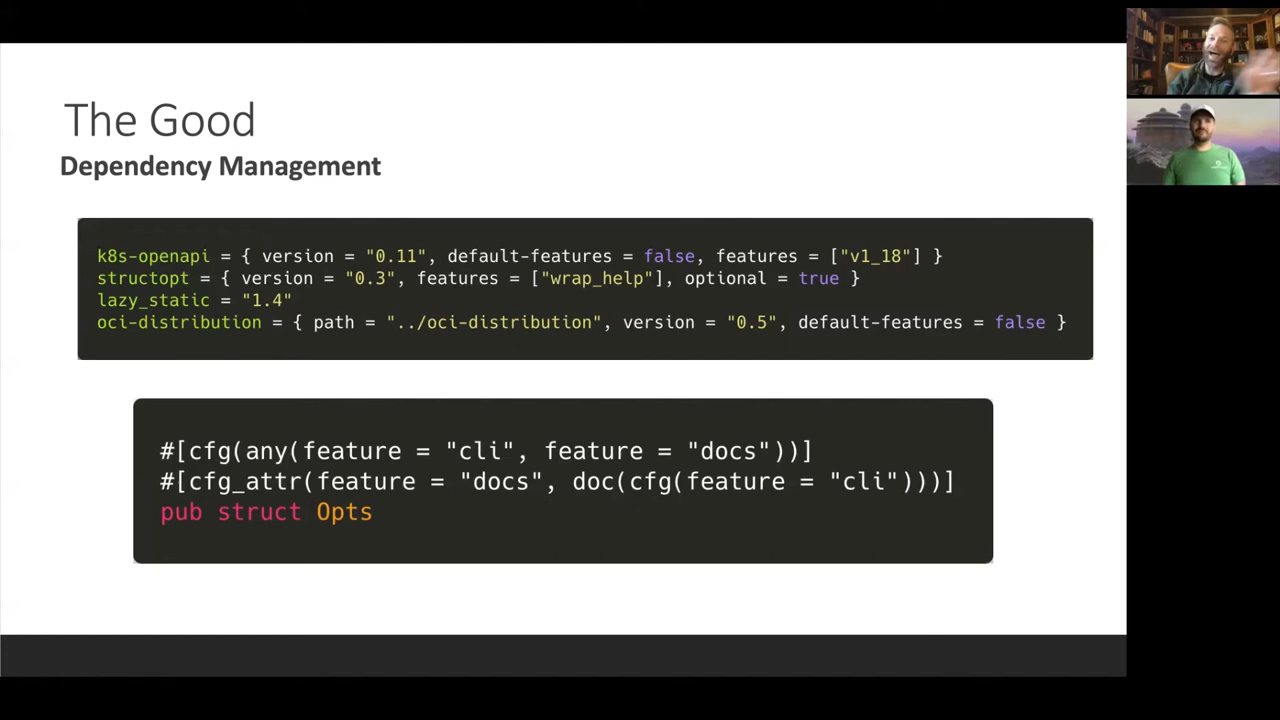 The Good
Dependency Management
k8s-openapi = { version = "0.11", default-features = false, features = ["v1_18"] }
structopt = { version = "0.3", features = ["wrap_help"], optional = true }
lazy_static = "1.4"
oci-distribution = { path = "../oci-distribution", version = "0.5", default-features = false }
#[cfg(any(feature = "cli", feature = "docs"))]
#[cfg_attr(feature = "docs", doc(cfg(feature = "cli")))]
pub struct Opts